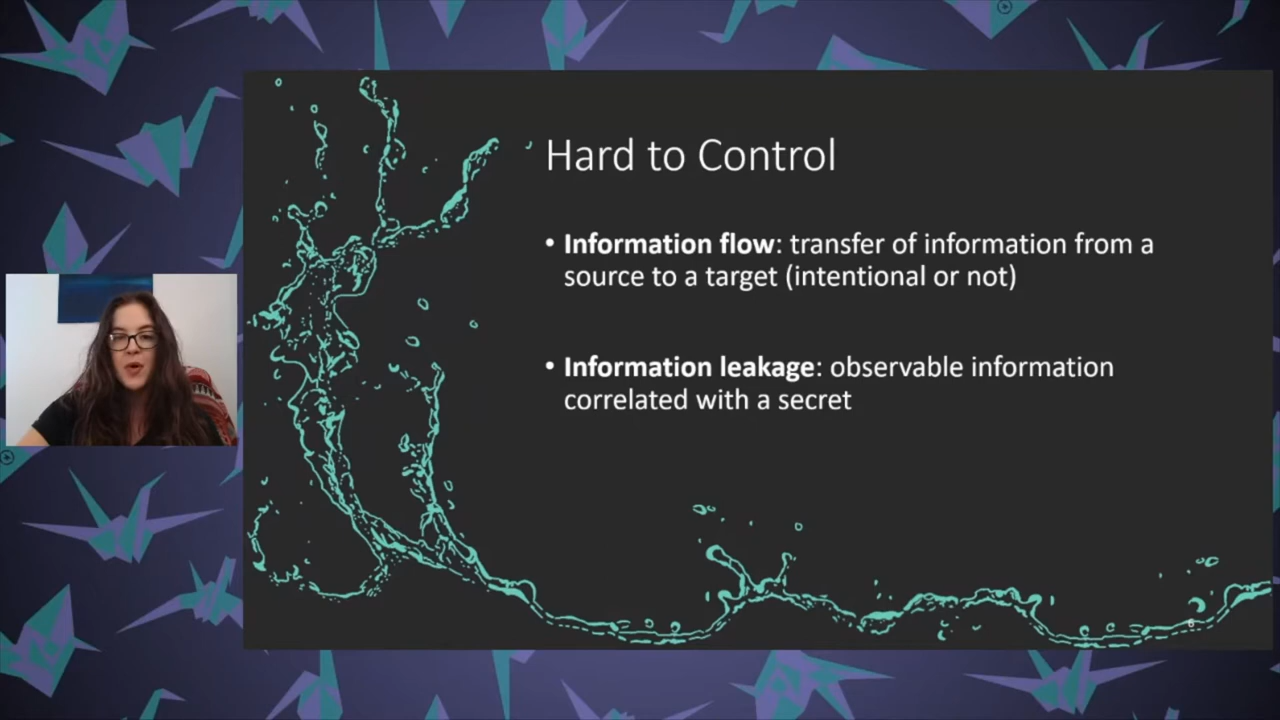 Hard to Control
• Information flow: transfer of information from a
source to a target (intentional or not)
• Information leakage: observable information
correlated with a secret
6